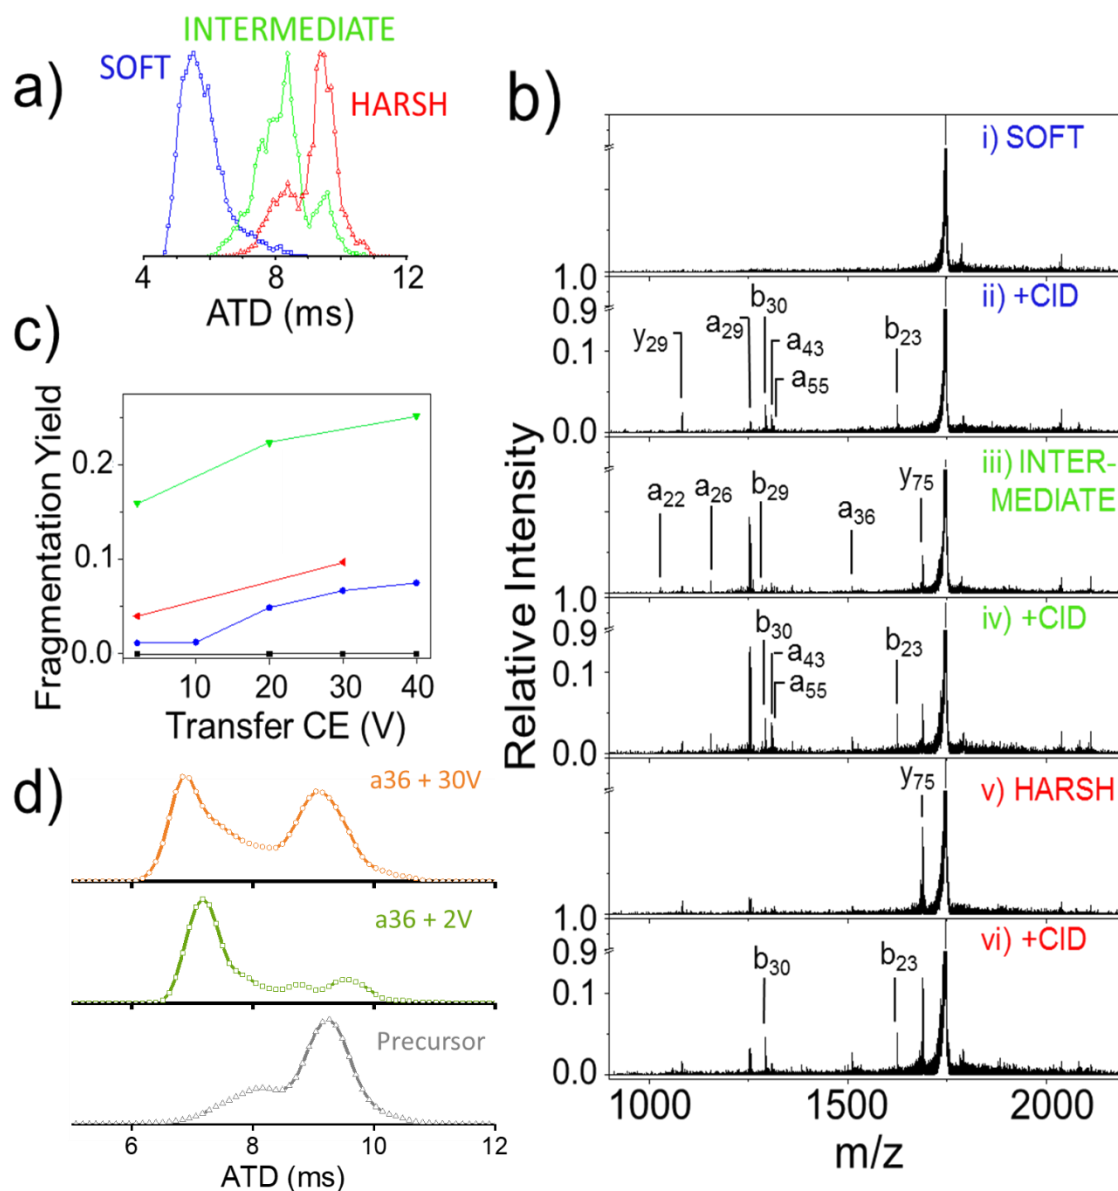 a)
INTERMEDIATE
SOFT
HARSH
4 8 12
ATD (ms)
b)
i) SOFT
1.0
0.9
0.1
0.0
ii) +CID
y29
a29
b30
a43
a55
b23
iii) INTER-
MEDIATE
a22
a26
b29
a36
y75
1.0
0.9
0.1
0.0
iv) +CID
b30
a43
a55
b23
v) HARSH
y75
1.0
0.9
0.1
0.0
vi) +CID
b30
b23
1000 1500 2000
m/z
Relative Intensity
c)
Fragmentation Yield
0.2
0.1
0.0
10 20 30 40
Transfer CE (V)
d)
a36 + 30V
a36 + 2V
Precursor
6 8 10 12
ATD (ms)